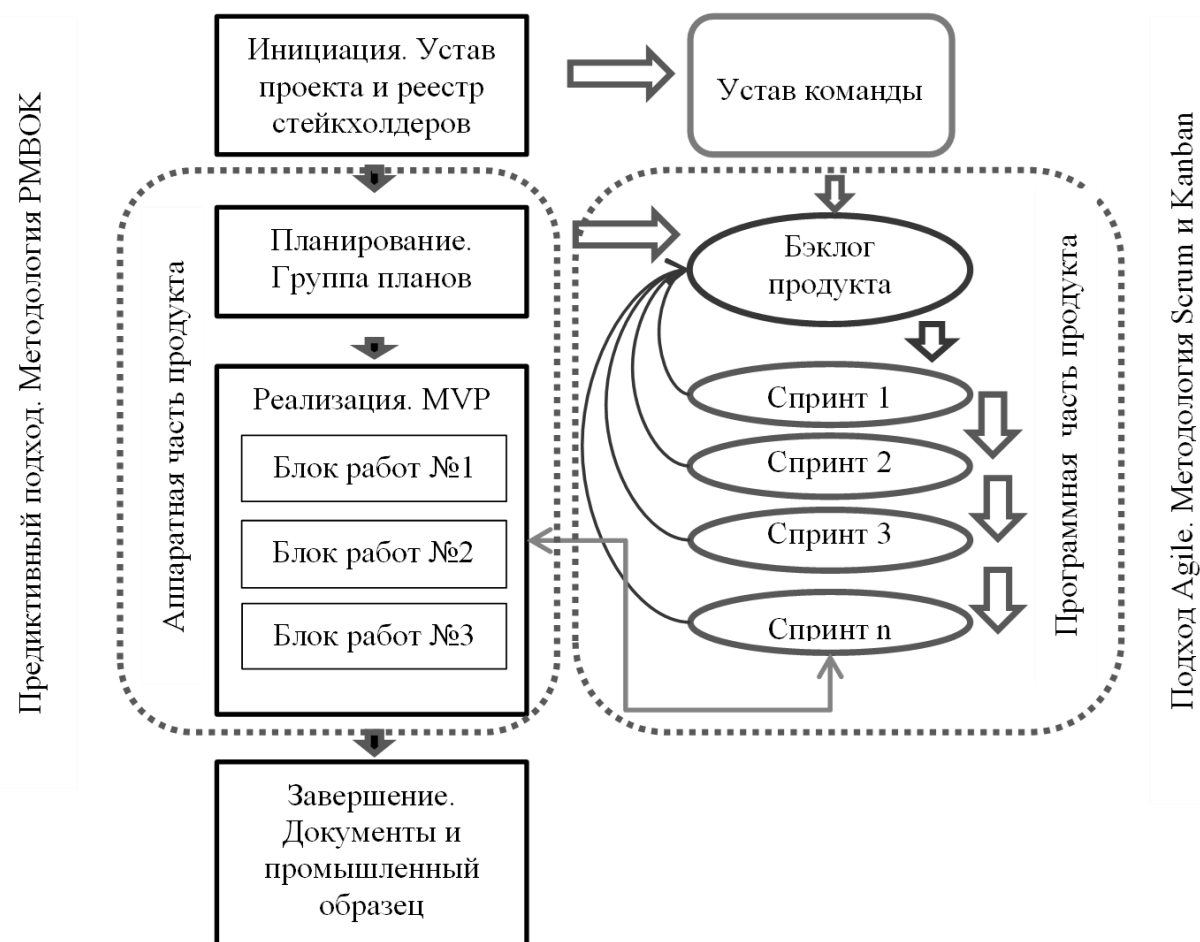 Предиктивный подход. Методология PMBOK
Аппаратная часть продукта
Инициация. Устав
проекта и реестр
стейкхолдеров
Планирование.
Группа планов
Реализация. MVP
Блок работ №1
Блок работ №2
Блок работ №3
Завершение.
Документы и
промышленный
образец
Устав команды
Бэклог
продукта
Спринт 1
Спринт 2
Спринт 3
Спринт n
Программная часть продукта
Подход Agile. Методология Scrum и Kanban